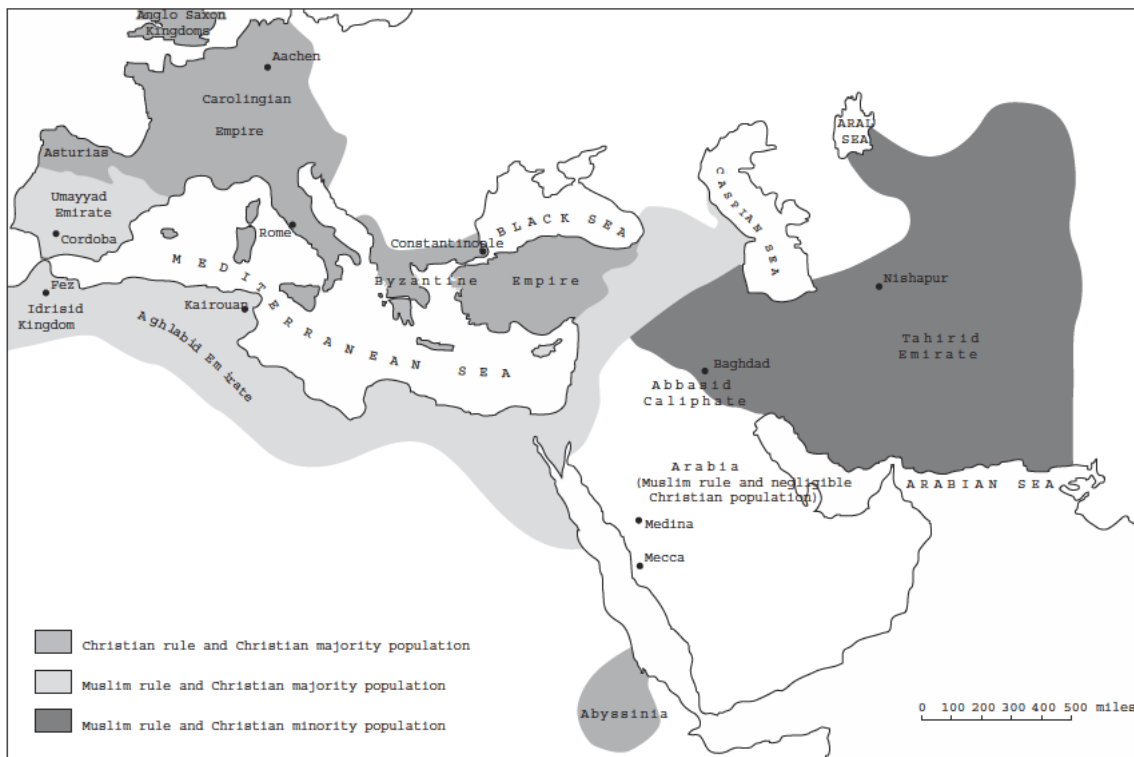 Anglo Saxon
Kingdoms
Aachen
Carolingian
Empire
ARAL
SEA
Asturias
CASPIAN SEA
Umayyad
Emirate
BLACK SEA
Cordoba
Rome
Constantinople
MEDITERRANEAN SEA
Fez
Byzantine Empire
Nishapur
Idrisid
Kingdom
Kairouan
Aghlabid Emirate
Tahirid
Emirate
Baghdad
Abbasid
Caliphate
Arabia
(Muslim rule and negligible
Christian population)
ARABIAN SEA
Medina
Mecca
Christian rule and Christian majority population
Muslim rule and Christian majority population
Muslim rule and Christian minority population
Abyssinia
0 100 200 300 400 500 miles